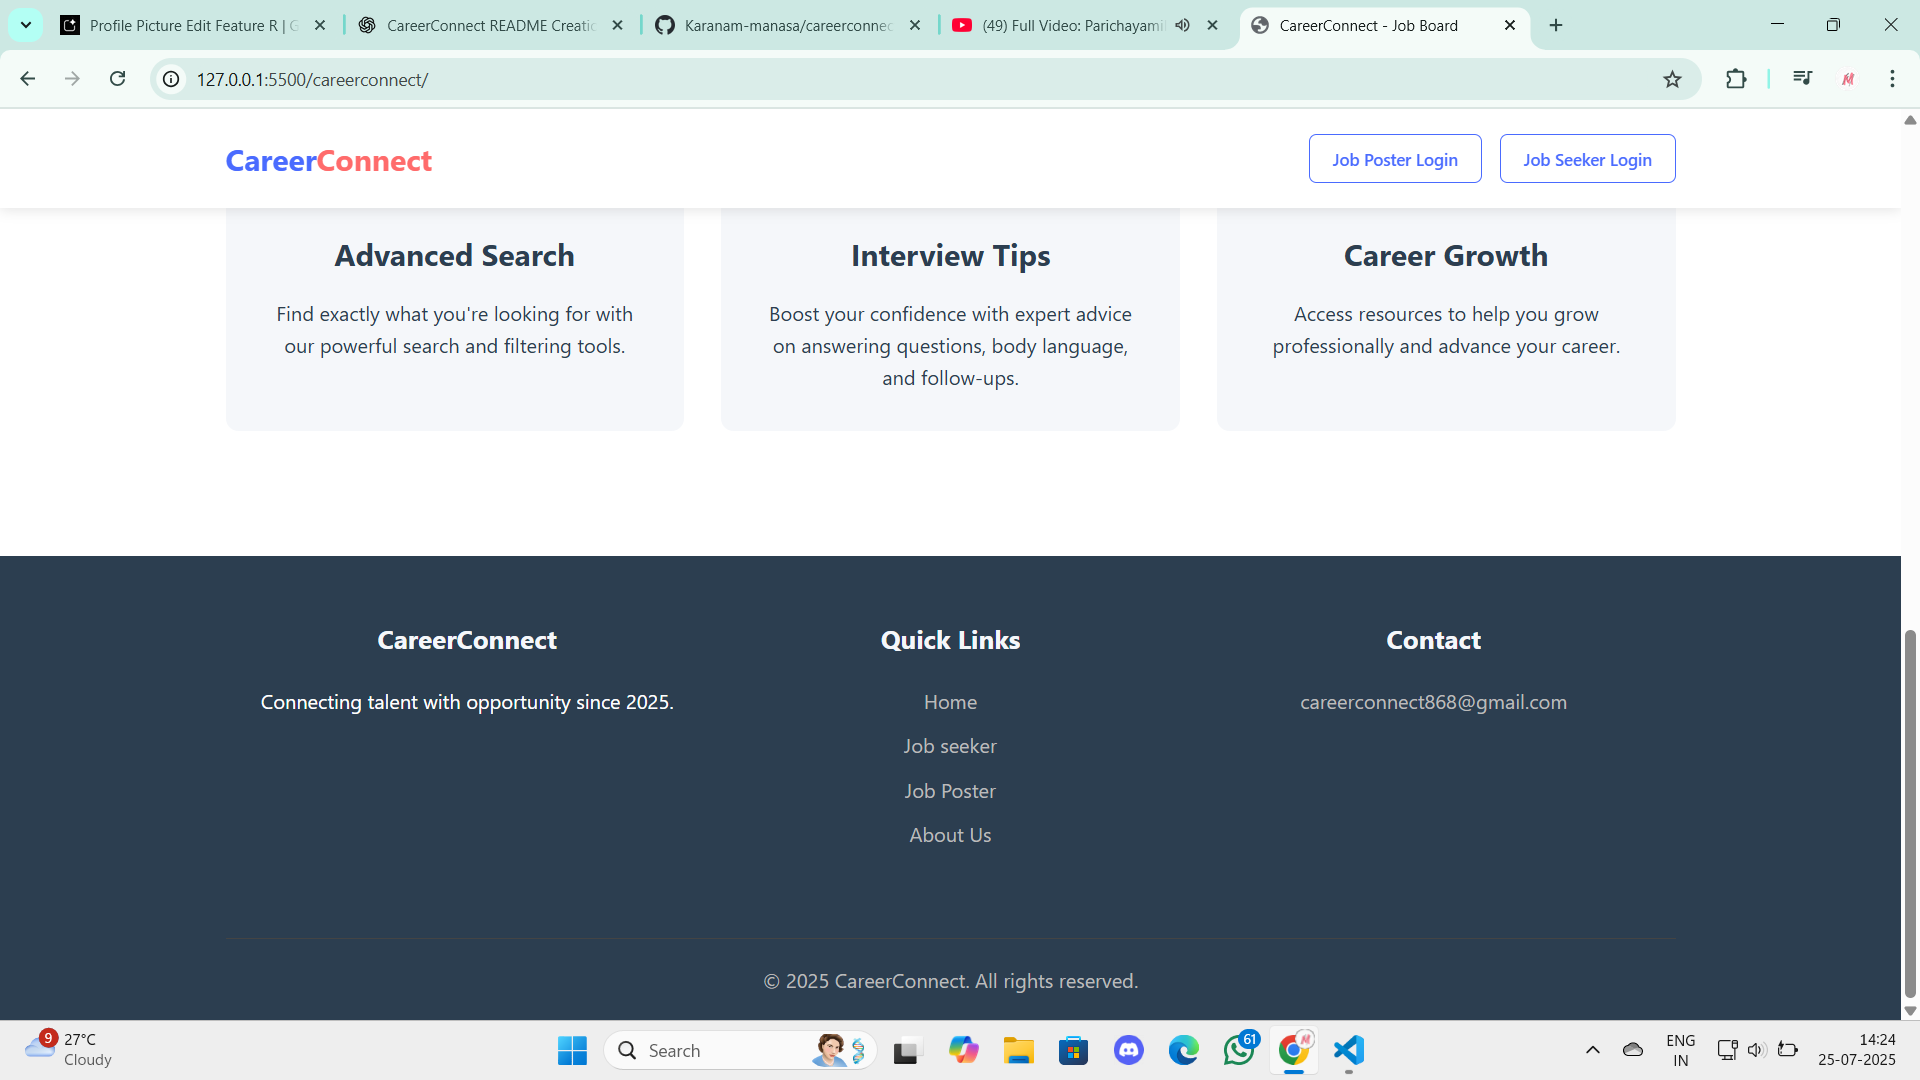 Profile Picture Edit Feature R | G
CareerConnect README Creatic
Karanam-manasa/careerconnec
(49) Full Video: Parichayamil
CareerConnect - Job Board
127.0.0.1:5500/careerconnect/
CareerConnect
Job Poster Login
Job Seeker Login
Advanced Search
Find exactly what you're looking for with
our powerful search and filtering tools.
Interview Tips
Boost your confidence with expert advice
on answering questions, body language,
and follow-ups.
Career Growth
Access resources to help you grow
professionally and advance your career.
CareerConnect
Connecting talent with opportunity since 2025.
Quick Links
Home
Job seeker
Job Poster
About Us
Contact
careerconnect868@gmail.com
© 2025 CareerConnect. All rights reserved.
9
27°C
Cloudy
Search
61
ENG
IN
14:24
25-07-2025